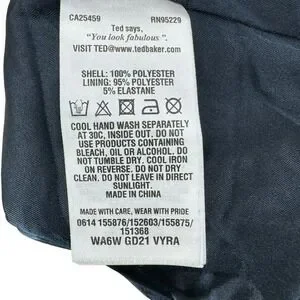 CA25459 RN95229
Ted says,
"You look fabulous".
VISIT TED@www.tedbaker.com
SHELL: 100% POLYESTER
LINING: 95% POLYESTER
5% ELASTANE
COOL HAND WASH SEPARATELY
AT 30C, INSIDE OUT. DO NOT
USE PRODUCTS CONTAINING
BLEACH, OIL OR ALCOHOL. DO
NOT TUMBLE DRY. COOL IRON
ON REVERSE. DO NOT DRY
CLEAN. DO NOT LEAVE IN DIRECT
SUNLIGHT.
MADE IN CHINA
MADE WITH CARE, WEAR WITH PRIDE
0614 155876/152603/155875/
151368
WA6W GD21 VYRA